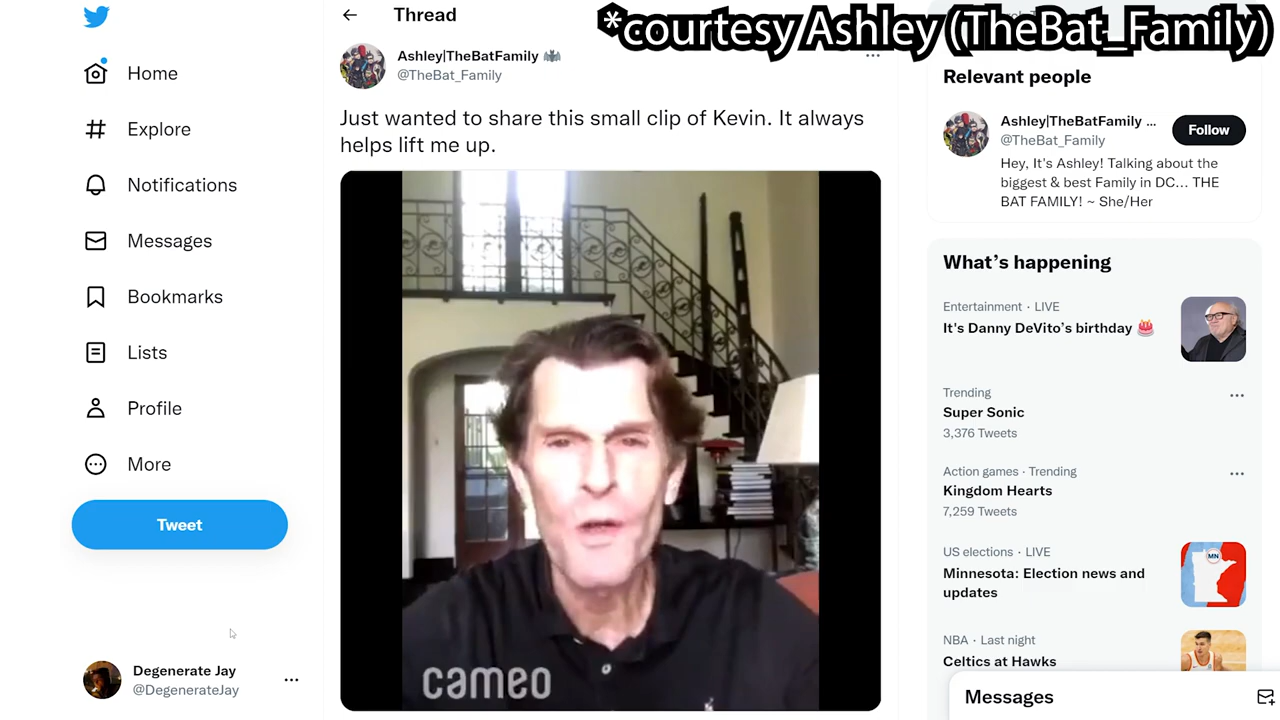 *courtesy Ashley (TheBat_Family)
Thread
Home
Explore
Notifications
Messages
Bookmarks
Lists
Profile
More
Tweet
Degenerate Jay
@DegenerateJay
Ashley|TheBatFamily
@TheBat_Family
Just wanted to share this small clip of Kevin. It always
helps lift me up.
cameo
Relevant people
Ashley|TheBatFamily ...
@TheBat_Family
Follow
Hey, It's Ashley! Talking about the
biggest & best Family in DC... THE
BAT FAMILY! ~ She/Her
What's happening
Entertainment · LIVE
It's Danny DeVito's birthday 🎂
Trending
Super Sonic
3,376 Tweets
Action games · Trending
Kingdom Hearts
7,259 Tweets
US elections · LIVE
Minnesota: Election news and
updates
MN
NBA · Last night
Celtics at Hawks
Messages